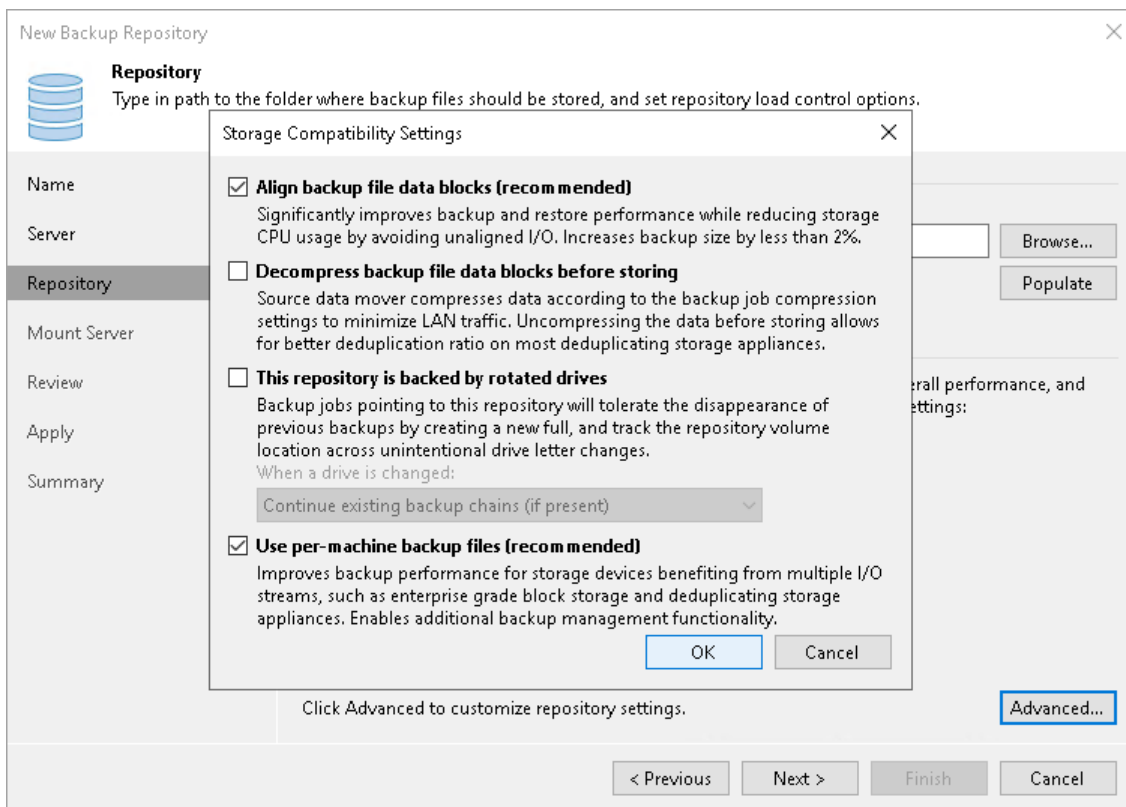 New Backup Repository
Repository
Type in path to the folder where backup files should be stored, and set repository load control options.
Name
Server
Repository
Mount Server
Review
Apply
Summary
Storage Compatibility Settings
Align backup file data blocks (recommended)
Significantly improves backup and restore performance while reducing storage
CPU usage by avoiding unaligned I/O. Increases backup size by less than 2%.
Decompress backup file data blocks before storing
Source data mover compresses data according to the backup job compression
settings to minimize LAN traffic. Uncompressing the data before storing allows
for better deduplication ratio on most deduplicating storage appliances.
This repository is backed by rotated drives
Backup jobs pointing to this repository will tolerate the disappearance of
previous backups by creating a new full, and track the repository volume
location across unintentional drive letter changes.
When a drive is changed:
Continue existing backup chains (if present)
Use per-machine backup files (recommended)
Improves backup performance for storage devices benefiting from multiple I/O
streams, such as enterprise grade block storage and deduplicating storage
appliances. Enables additional backup management functionality.
OK
Cancel
Browse...
Populate
performance, and
Click Advanced to customize repository settings.
Advanced...
< Previous
Next >
Finish
Cancel